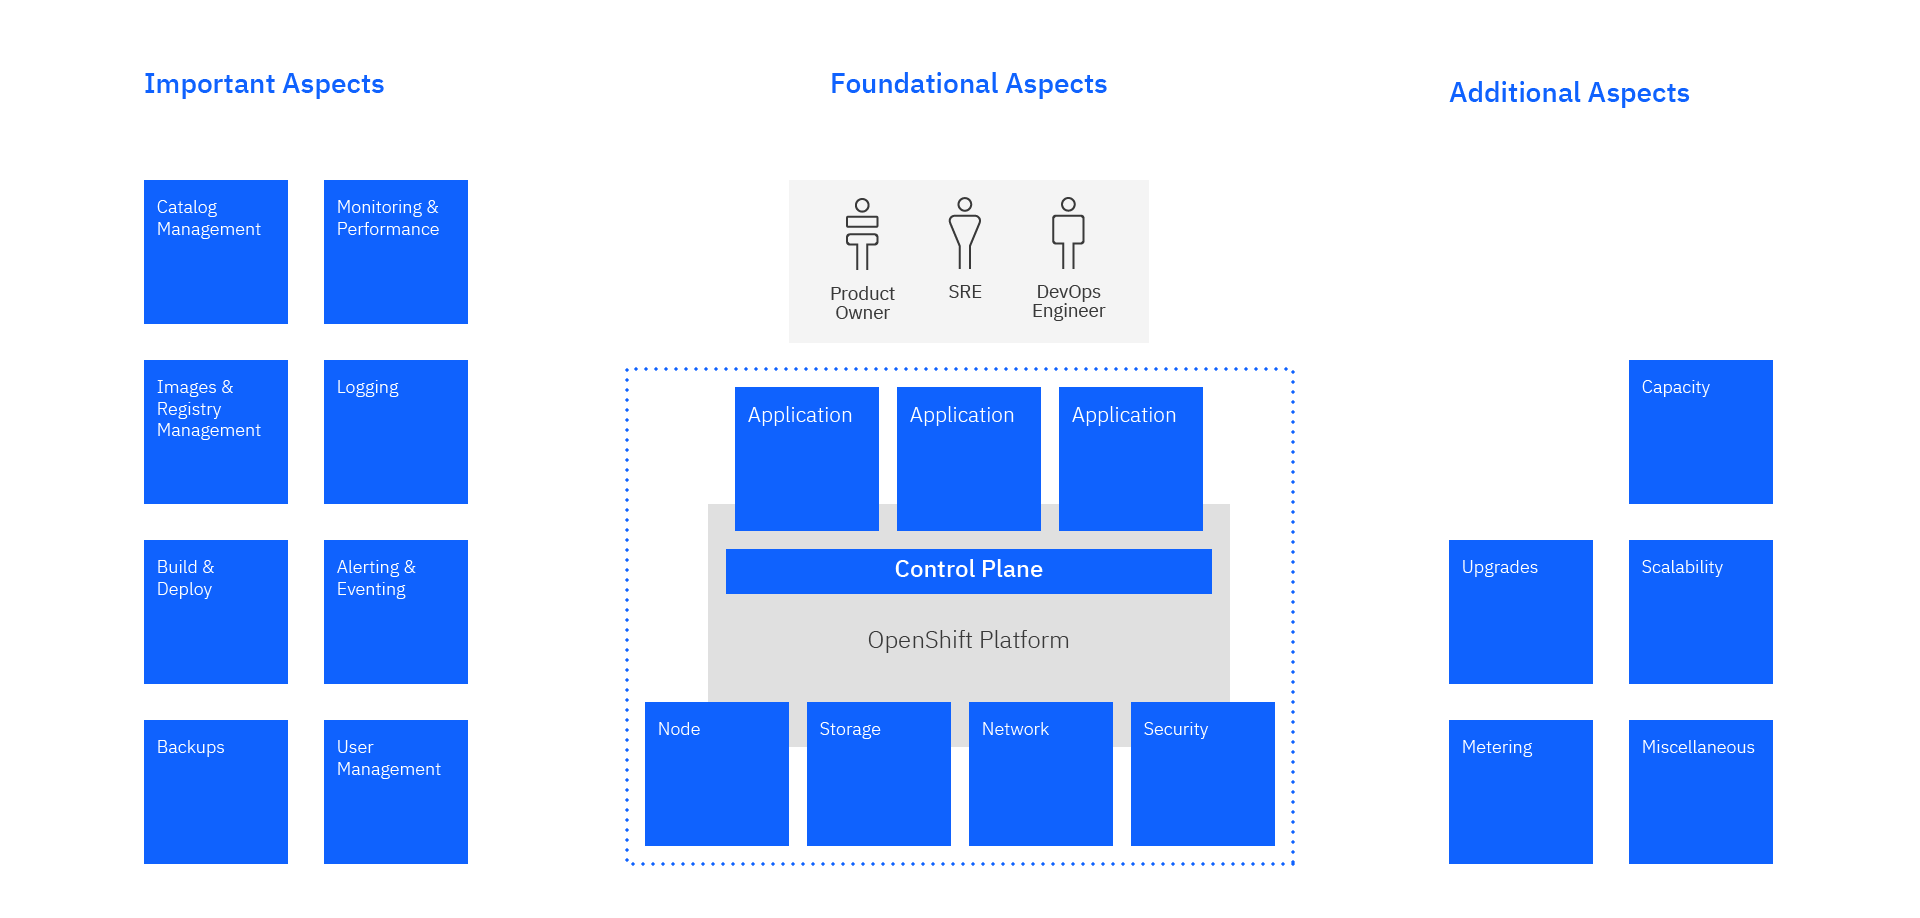 Important Aspects
Catalog
Management
Monitoring &
Performance
Images &
Registry
Management
Logging
Build &
Deploy
Alerting &
Eventing
Backups
User
Management
Foundational Aspects
Product
Owner
SRE
DevOps
Engineer
Application
Application
Application
Control Plane
OpenShift Platform
Node
Storage
Network
Security
Additional Aspects
Capacity
Upgrades
Scalability
Metering
Miscellaneous